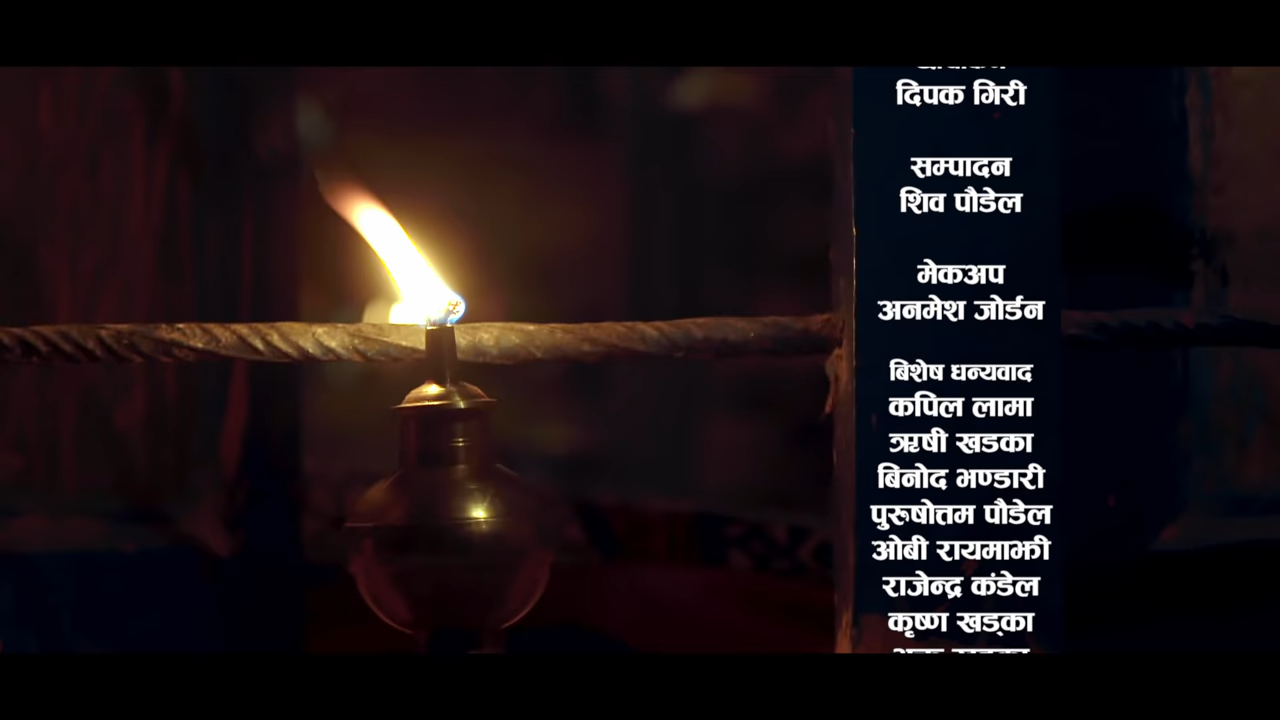 दिपक गिरी
सम्पादन
शिव पौडेल
मेकअप
अनमेश जोर्डन
बिशेष धन्यवाद
कपिल लामा
ऋषी खडका
बिनोद भण्डारी
पुरुषोत्तम पौडेल
ओबी रायमाझी
राजेन्द्र कंडेल
कृष्ण खड्का